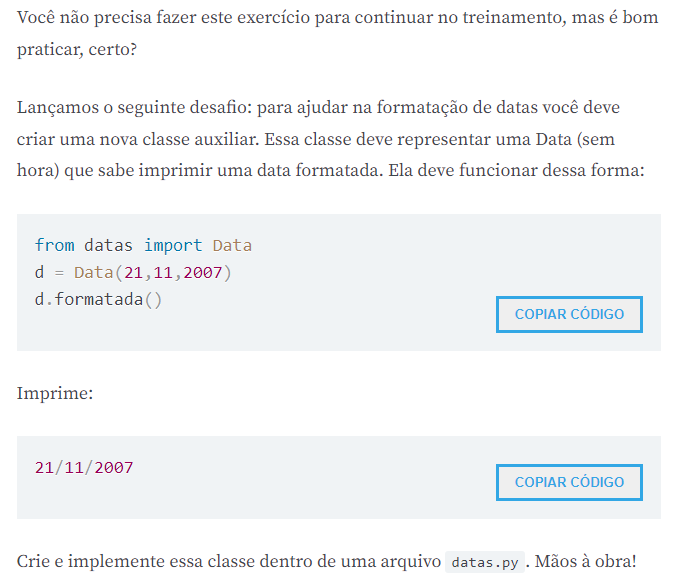 Você não precisa fazer este exercício para continuar no treinamento, mas é bom
praticar, certo?
Lançamos o seguinte desafio: para ajudar na formatação de datas você deve
criar uma nova classe auxiliar. Essa classe deve representar uma Data (sem
hora) que sabe imprimir uma data formatada. Ela deve funcionar dessa forma:
from datas import Data
d = Data(21,11,2007)
d.formatada()
COPIAR CÓDIGO
Imprime:
21/11/2007
COPIAR CÓDIGO
Crie e implemente essa classe dentro de uma arquivo datas.py . Mãos à obra!